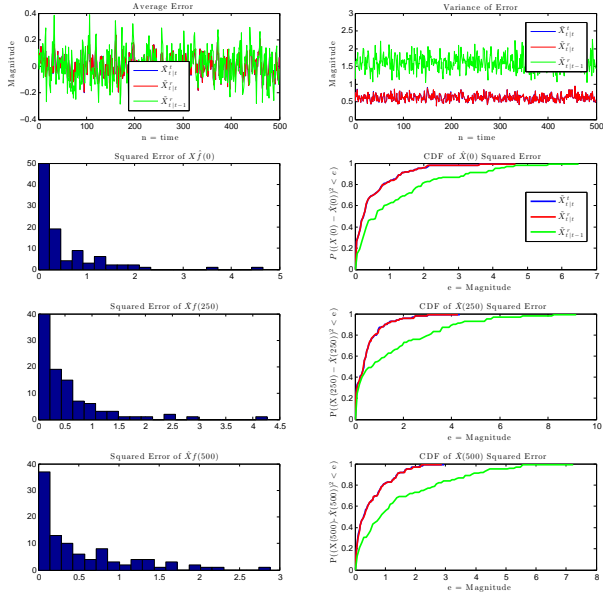 Average Error
0.4
0.2
0
−0.2
−0.4
Magnitude
0 100 200 300 400 500
n = time
X̂ᵗₜ|ₜ
X̂ʳₜ|ₜ
X̂ʳₜ|ₜ₋₁
Variance of Error
3
2.5
2
1.5
1
0.5
0
Magnitude
0 100 200 300 400 500
n = time
X̂ᵗₜ|ₜ
X̂ʳₜ|ₜ
X̂ʳₜ|ₜ₋₁
Squared Error of X̂f(0)
50
40
30
20
10
0
0 1 2 3 4 5
CDF of X̂(0) Squared Error
1
0.8
0.6
0.4
0.2
0
P((X(0) − X̂(0))² < e)
0 1 2 3 4 5 6 7
e = Magnitude
X̂ᵗₜ|ₜ
X̂ʳₜ|ₜ
X̂ʳₜ|ₜ₋₁
Squared Error of X̂f(250)
40
30
20
10
0
0 0.5 1 1.5 2 2.5 3 3.5 4 4.5
CDF of X̂(250) Squared Error
1
0.8
0.6
0.4
0.2
0
P((X(250) − X̂(250))² < e)
0 2 4 6 8 10
e = Magnitude
Squared Error of X̂f(500)
40
30
20
10
0
0 0.5 1 1.5 2 2.5 3
CDF of X̂(500) Squared Error
1
0.8
0.6
0.4
0.2
0
P((X(500)-X̂(500))² < e)
0 1 2 3 4 5 6 7 8
e = Magnitude